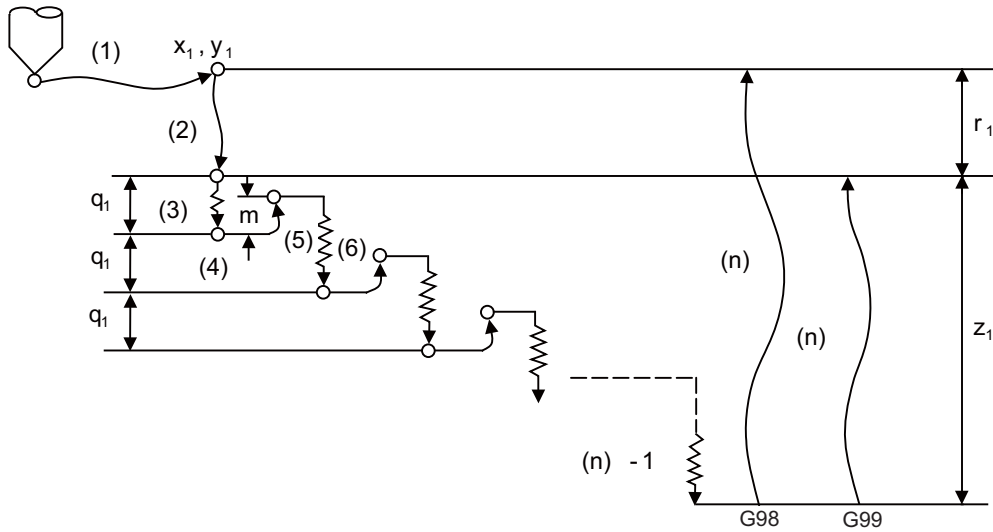 (1)
x₁ , y₁
(2)
r₁
q₁
(3)
m
(5)
(6)
q₁
(4)
(n)
q₁
(n)
z₁
(n) - 1
G98
G99